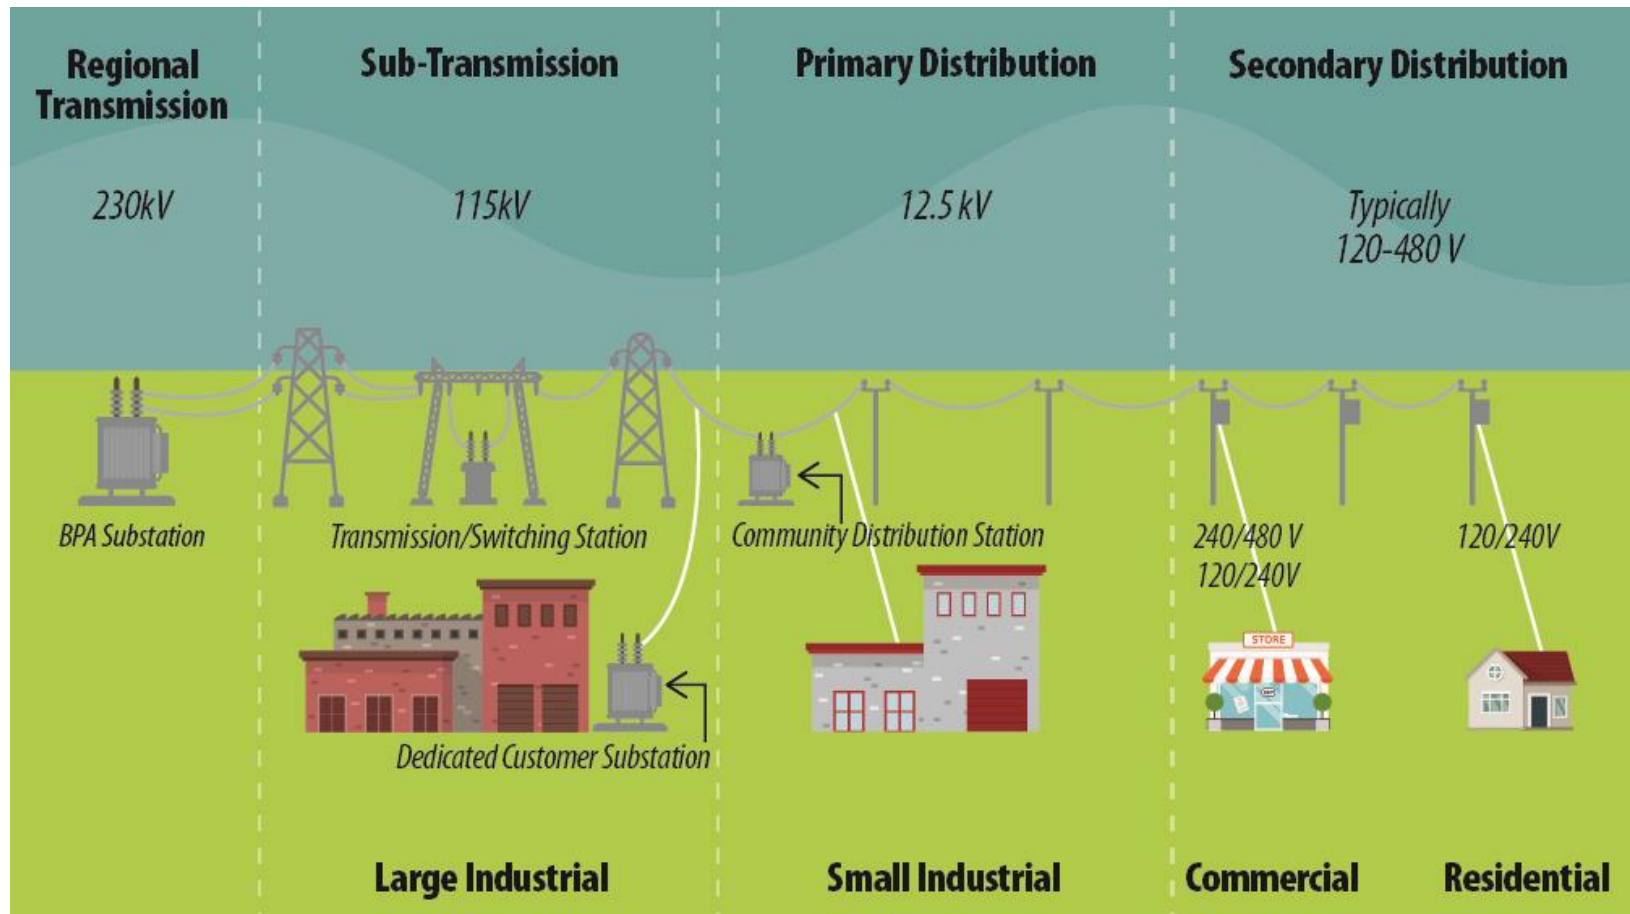 Regional
Transmission
Sub-Transmission
Primary Distribution
Secondary Distribution
230kV
115kV
12.5 kV
Typically
120-480 V
BPA Substation
Transmission/Switching Station
Community Distribution Station
240/480 V
120/240V
120/240V
STORE
Dedicated Customer Substation
Large Industrial
Small Industrial
Commercial
Residential